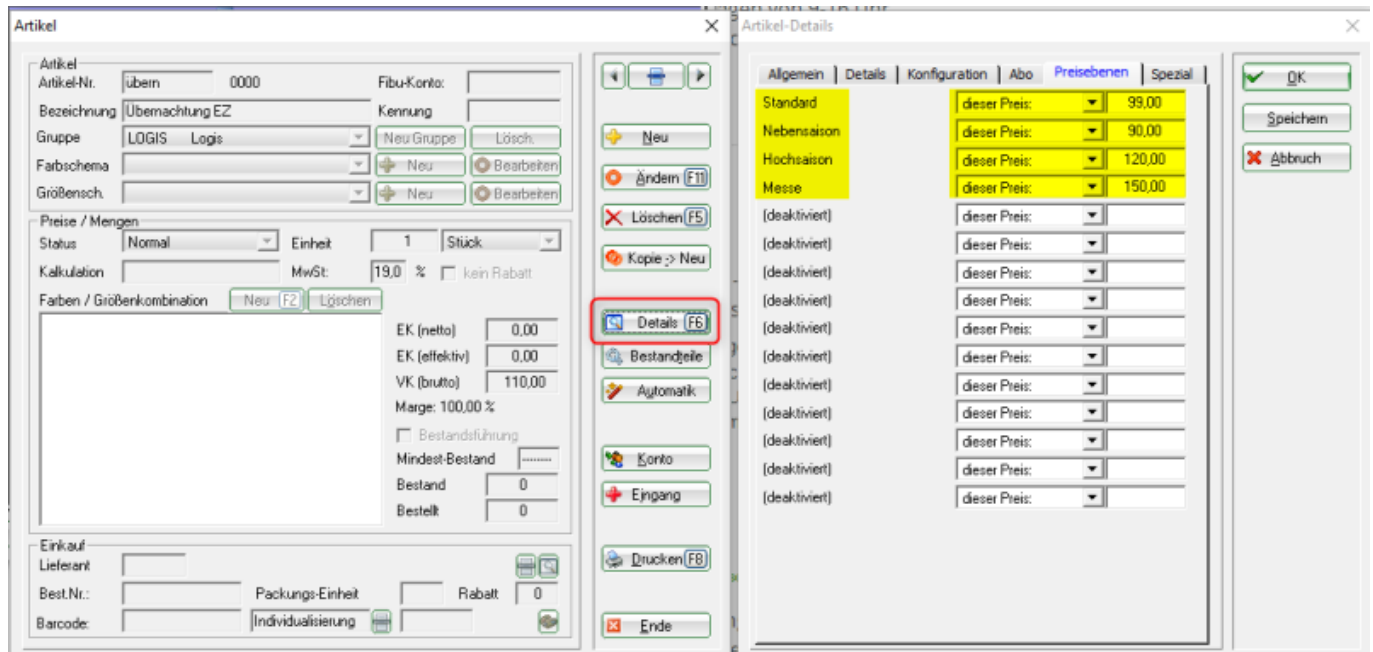 Artikel
Artikel
Artikel-Nr. übern 0000 Fibu-Konto:
Bezeichnung Übernachtung EZ Kennung
Gruppe LOGIS Logis Neu Gruppe Lösch.
Farbschema Neu Bearbeiten
Größensch. Neu Bearbeiten
Preise / Mengen
Status Normal Einheit 1 Stück
Kalkulation MwSt: 19,0 % kein Rabatt
Farben / Größenkombination Neu F2 Löschen
EK (netto) 0,00
EK (effektiv) 0,00
VK (brutto) 110,00
Marge: 100,00 %
Bestandsführung
Mindest-Bestand --------
Bestand 0
Bestellt 0
Einkauf
Lieferant
Best.Nr.: Packungs-Einheit Rabatt 0
Barcode: Individualisierung
Neu
Ändern F11
Löschen F5
Kopie -> Neu
Details F6
Bestandteile
Automatik
Konto
Eingang
Drucken F8
Ende
Artikel-Details
Allgemein Details Konfiguration Abo Preisebenen Spezial
Standard dieser Preis: 99,00
Nebensaison dieser Preis: 90,00
Hochsaison dieser Preis: 120,00
Messe dieser Preis: 150,00
(deaktiviert) dieser Preis:
(deaktiviert) dieser Preis:
(deaktiviert) dieser Preis:
(deaktiviert) dieser Preis:
(deaktiviert) dieser Preis:
(deaktiviert) dieser Preis:
(deaktiviert) dieser Preis:
(deaktiviert) dieser Preis:
(deaktiviert) dieser Preis:
(deaktiviert) dieser Preis:
(deaktiviert) dieser Preis:
OK
Speichern
Abbruch